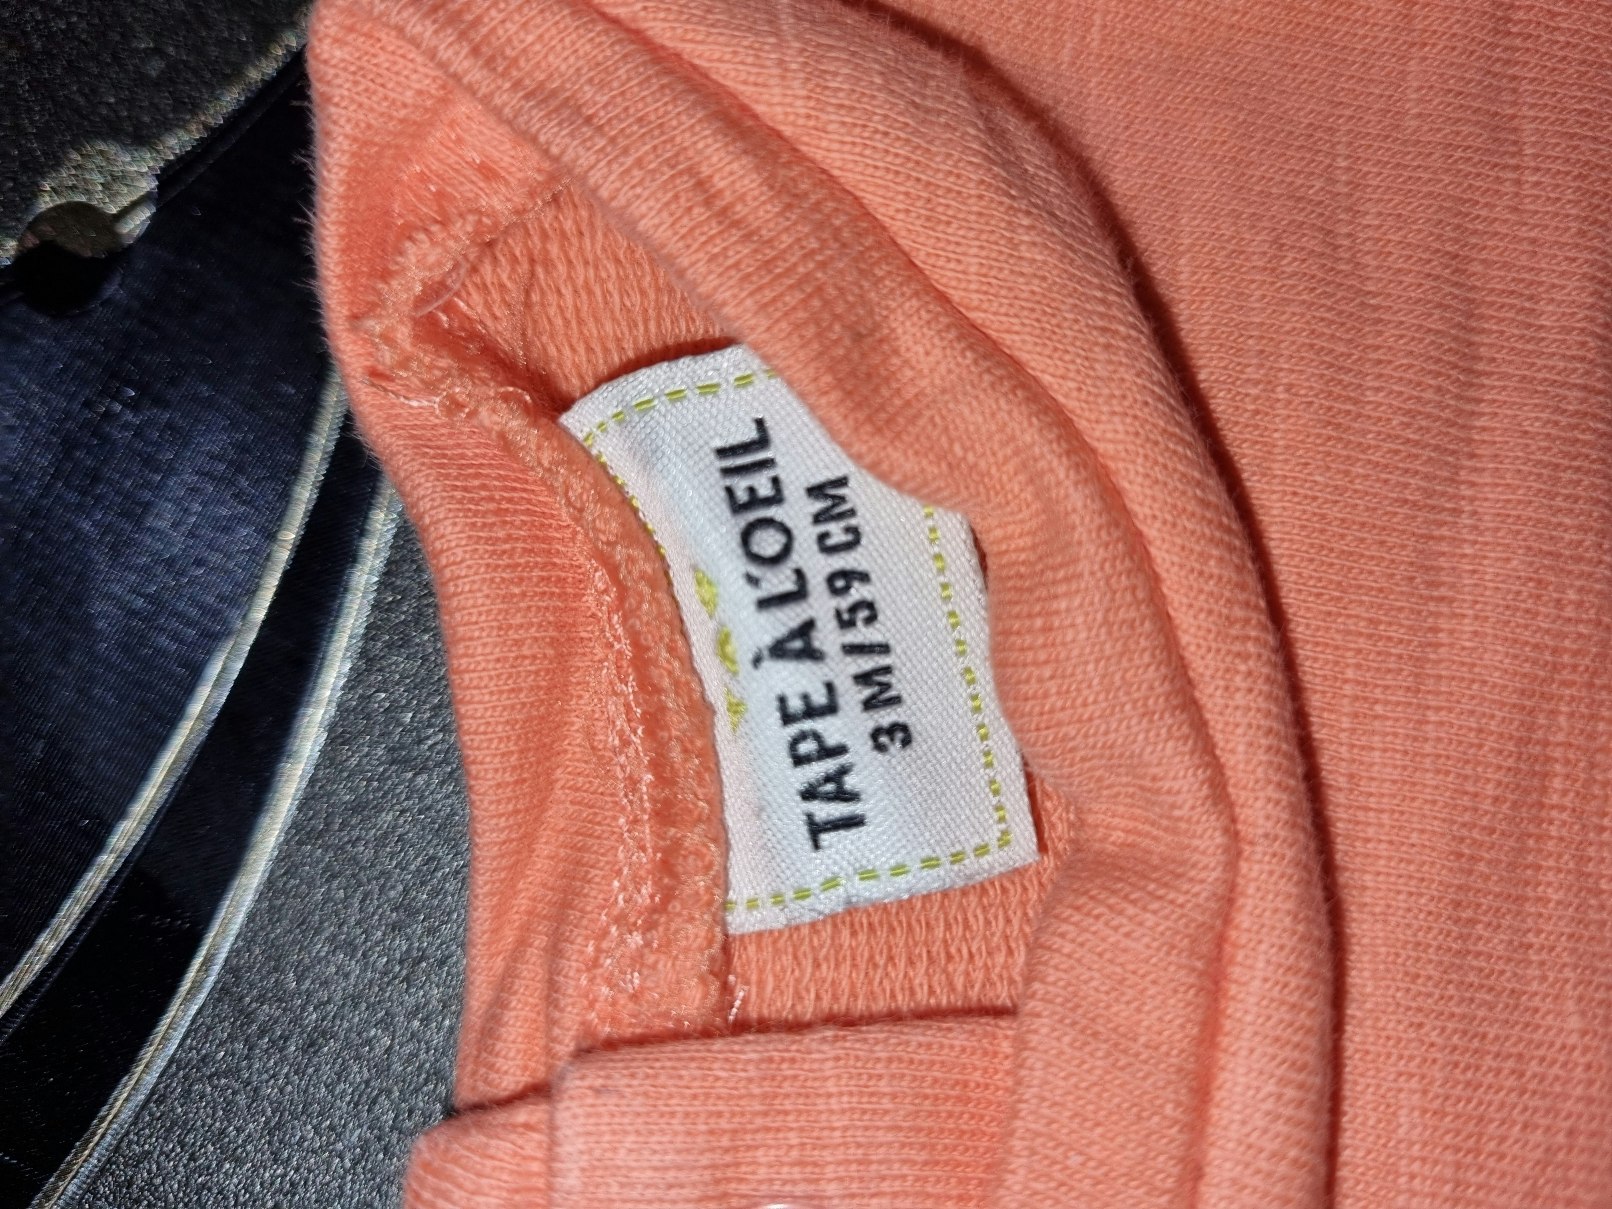 TAPE À L'OEIL
3 M / 59 CM